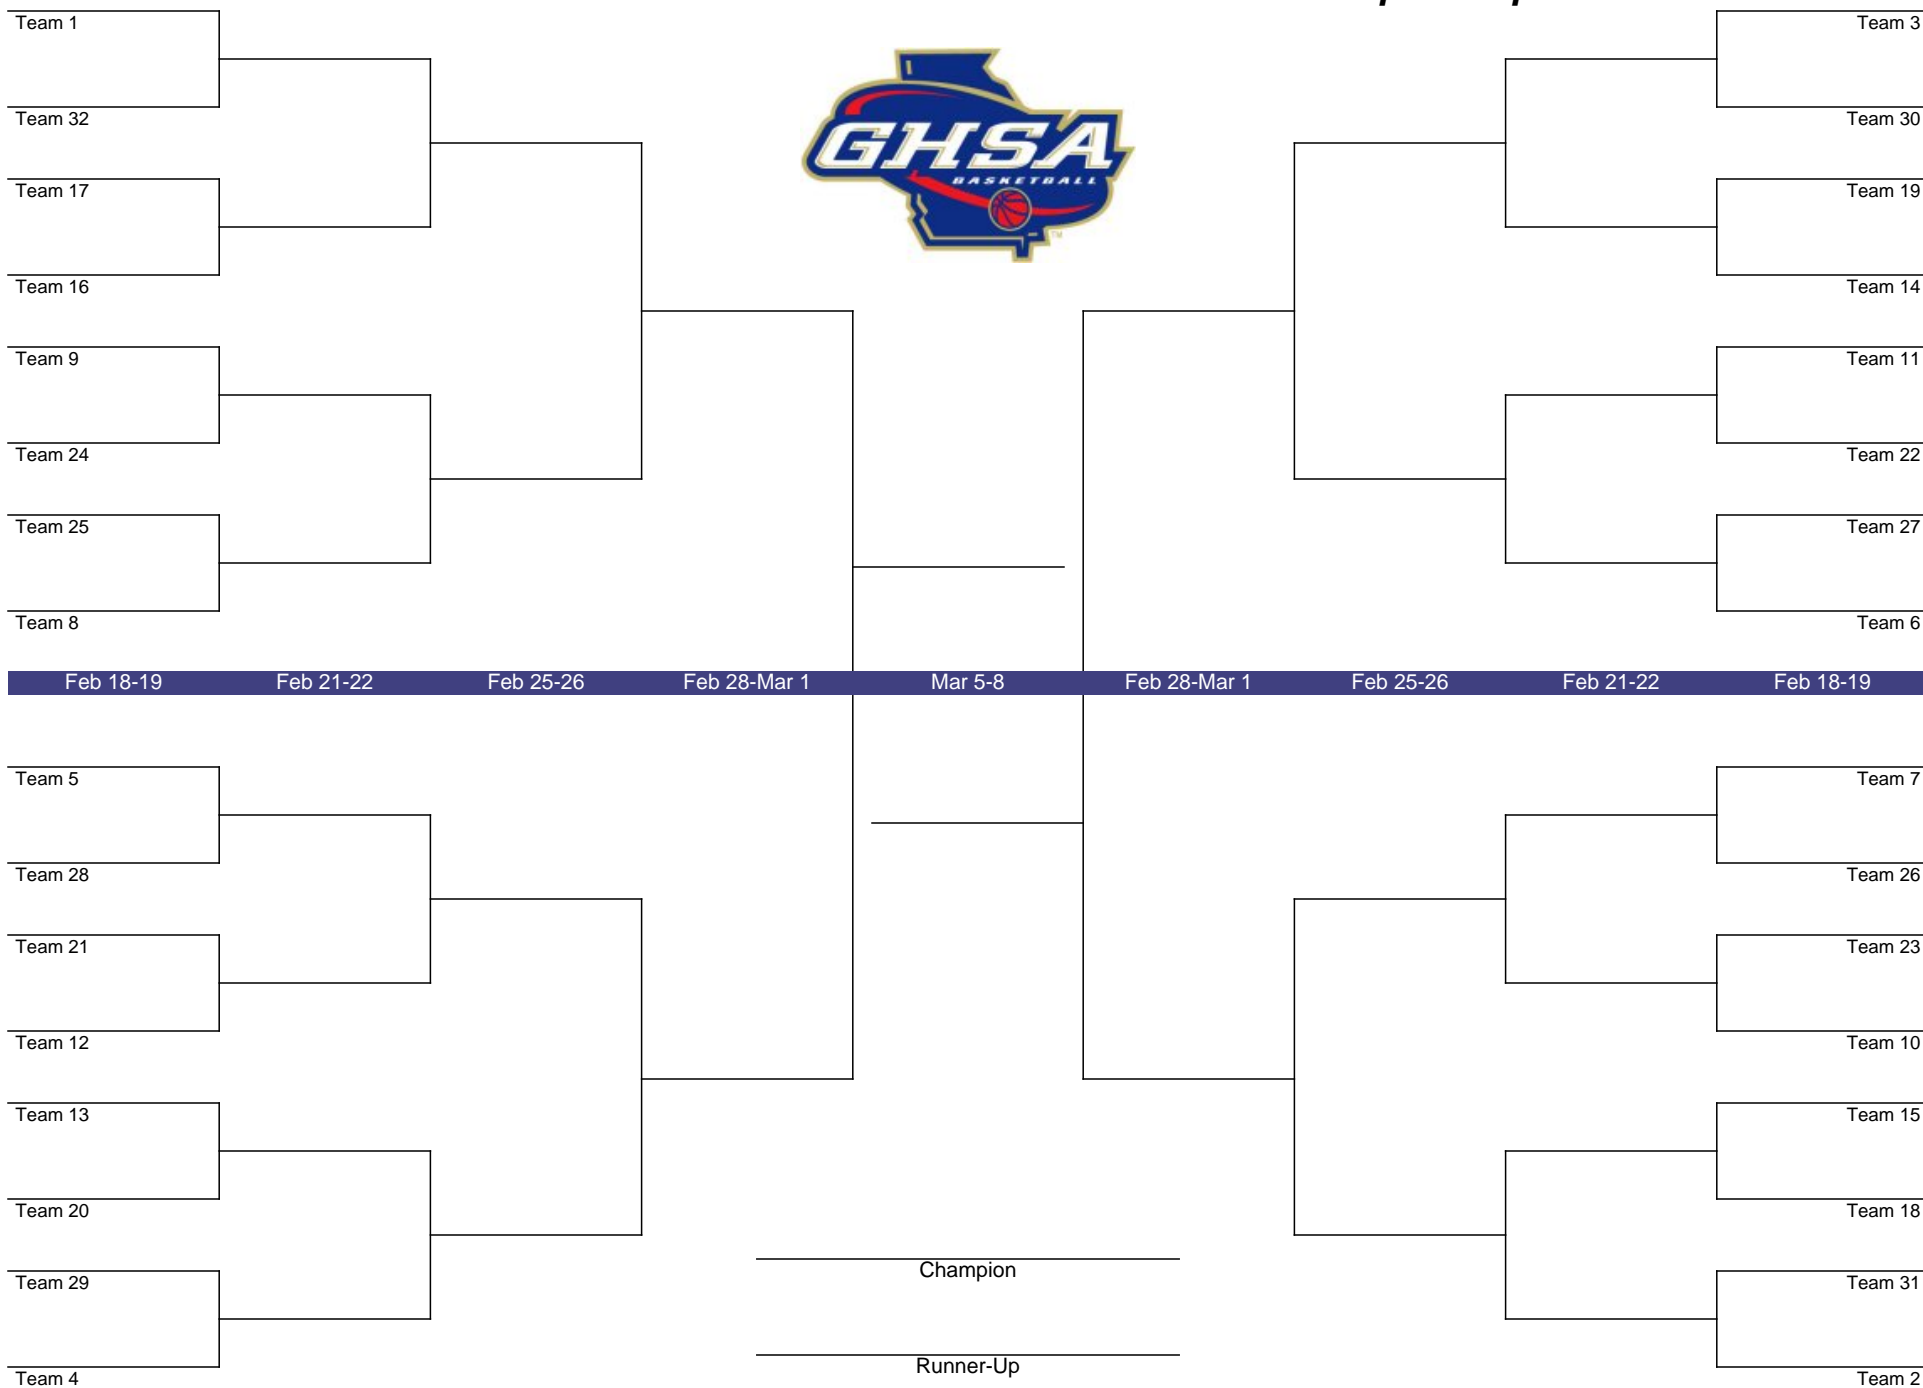 Team 1
Team 3
Team 32
Team 30
GHSA
BASKETBALL
TM
Team 17
Team 19
Team 16
Team 14
Team 9
Team 11
Team 24
Team 22
Team 25
Team 27
Team 8
Team 6
Feb 18-19 Feb 21-22 Feb 25-26 Feb 28-Mar 1 Mar 5-8 Feb 28-Mar 1 Feb 25-26 Feb 21-22 Feb 18-19
Team 5
Team 7
Team 28
Team 26
Team 21
Team 23
Team 12
Team 10
Team 13
Team 15
Team 20
Team 18
Champion
Team 29
Team 31
Runner-Up
Team 4
Team 2